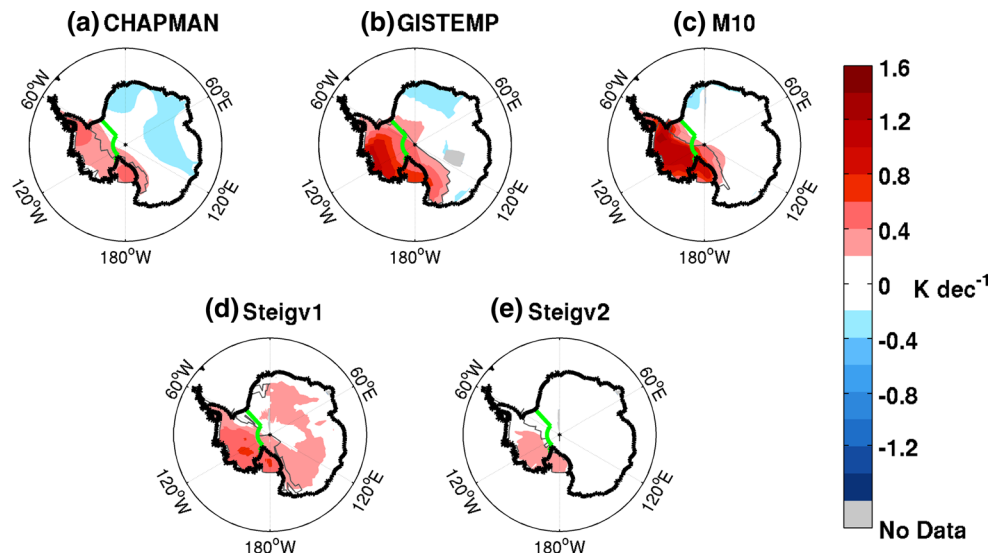 (a) CHAPMAN
(b) GISTEMP
(c) M10
60°W
60°E
120°W
120°E
180°W
60°W
60°E
120°W
120°E
180°W
60°W
60°E
120°W
120°E
180°W
1.6
1.2
0.8
0.4
0
K dec⁻¹
-0.4
-0.8
-1.2
No Data
(d) Steigv1
(e) Steigv2
60°W
60°E
120°W
120°E
180°W
60°W
60°E
120°W
120°E
180°W